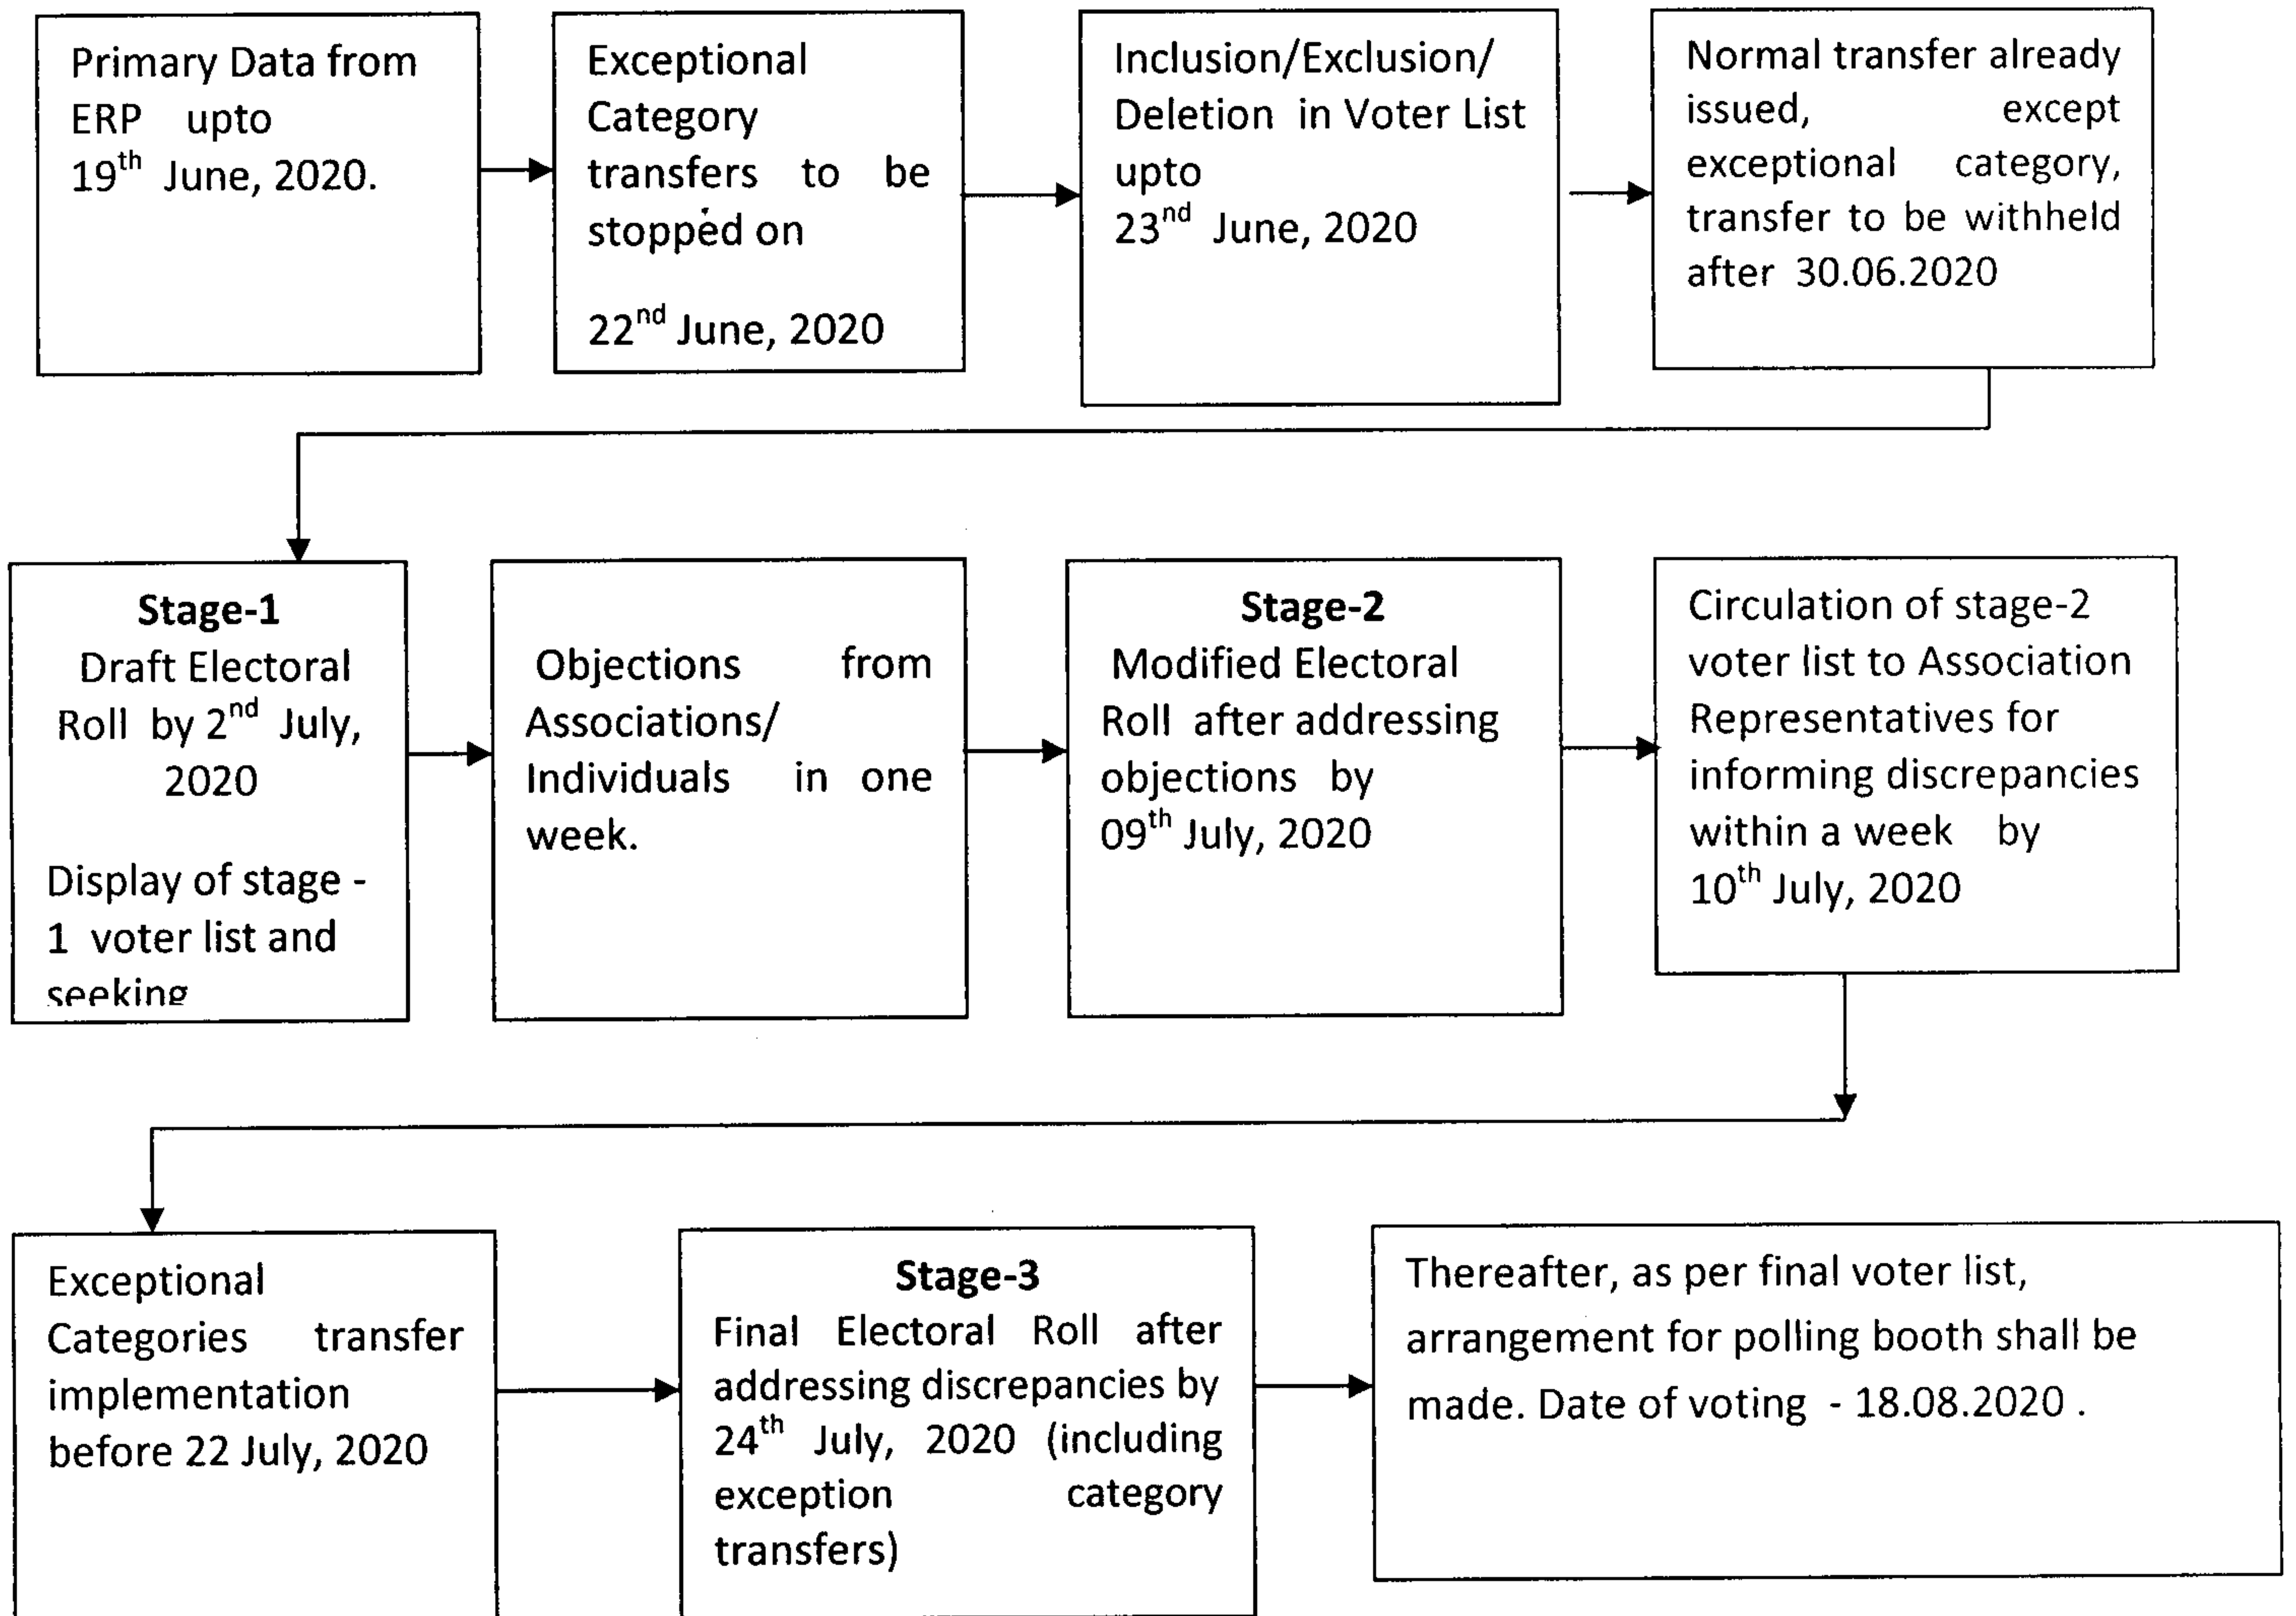 Primary Data from
ERP upto
19th June, 2020.
Exceptional
Category
transfers to be
stopped on
22nd June, 2020
Inclusion/Exclusion/
Deletion in Voter List
upto
23nd June, 2020
Normal transfer already
issued, except
exceptional category,
transfer to be withheld
after 30.06.2020
Stage-1
Draft Electoral
Roll by 2nd July,
2020
Display of stage -
1 voter list and
seeking
Objections from
Associations/
Individuals in one
week.
Stage-2
Modified Electoral
Roll after addressing
objections by
09th July, 2020
Circulation of stage-2
voter list to Association
Representatives for
informing discrepancies
within a week by
10th July, 2020
Exceptional
Categories transfer
implementation
before 22 July, 2020
Stage-3
Final Electoral Roll after
addressing discrepancies by
24th July, 2020 (including
exception category
transfers)
Thereafter, as per final voter list,
arrangement for polling booth shall be
made. Date of voting - 18.08.2020 .